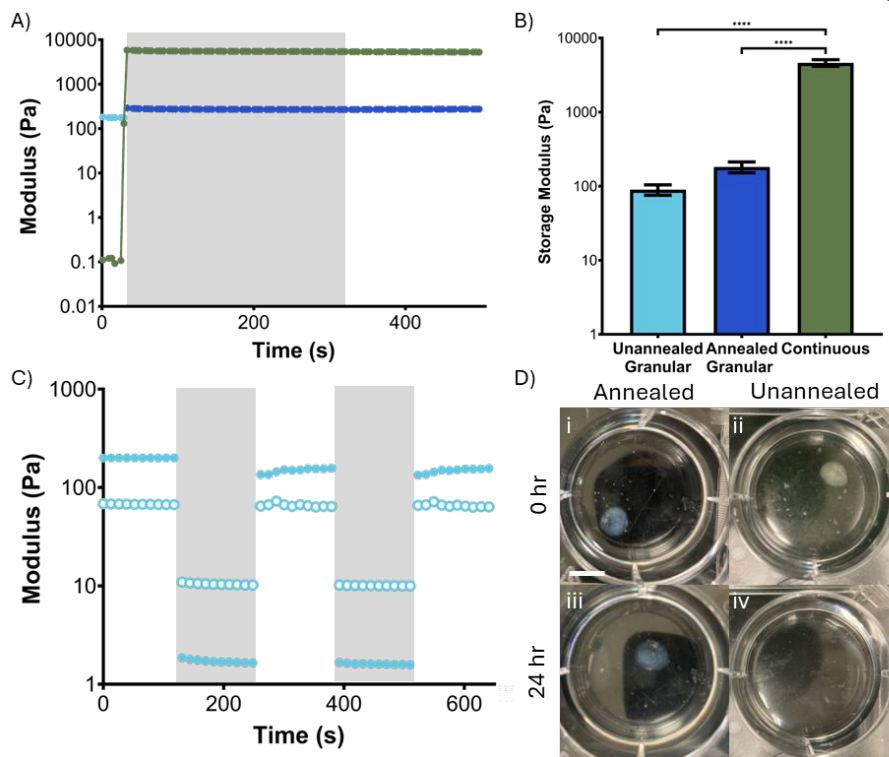 A)
10000
1000
100
10
1
0.1
0.01
Modulus (Pa)
0
200
400
Time (s)
B)
****
****
10000
1000
100
10
1
Storage Modulus (Pa)
Unannealed
Granular
Annealed
Granular
Continuous
C)
1000
100
10
1
Modulus (Pa)
0
200
400
600
Time (s)
D)
Annealed
Unannealed
0 hr
i
ii
24 hr
iii
iv